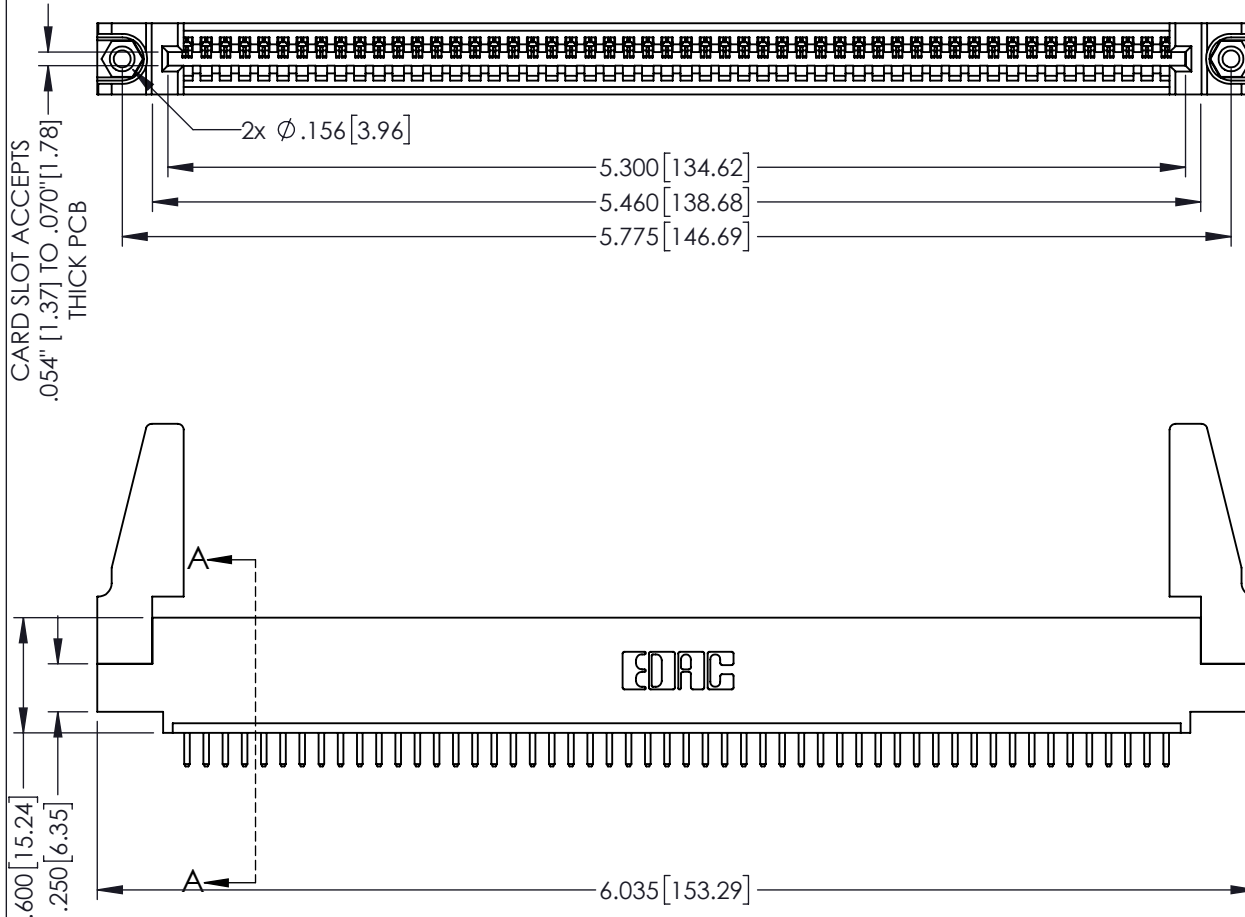 2x ∅.156[3.96]
5.300[134.62]
5.460[138.68]
5.775[146.69]
CARD SLOT ACCEPTS
.054" [1.37] TO .070"[1.78]
THICK PCB
A
EDAC
.600[15.24]
.250[6.35]
A
6.035[153.29]